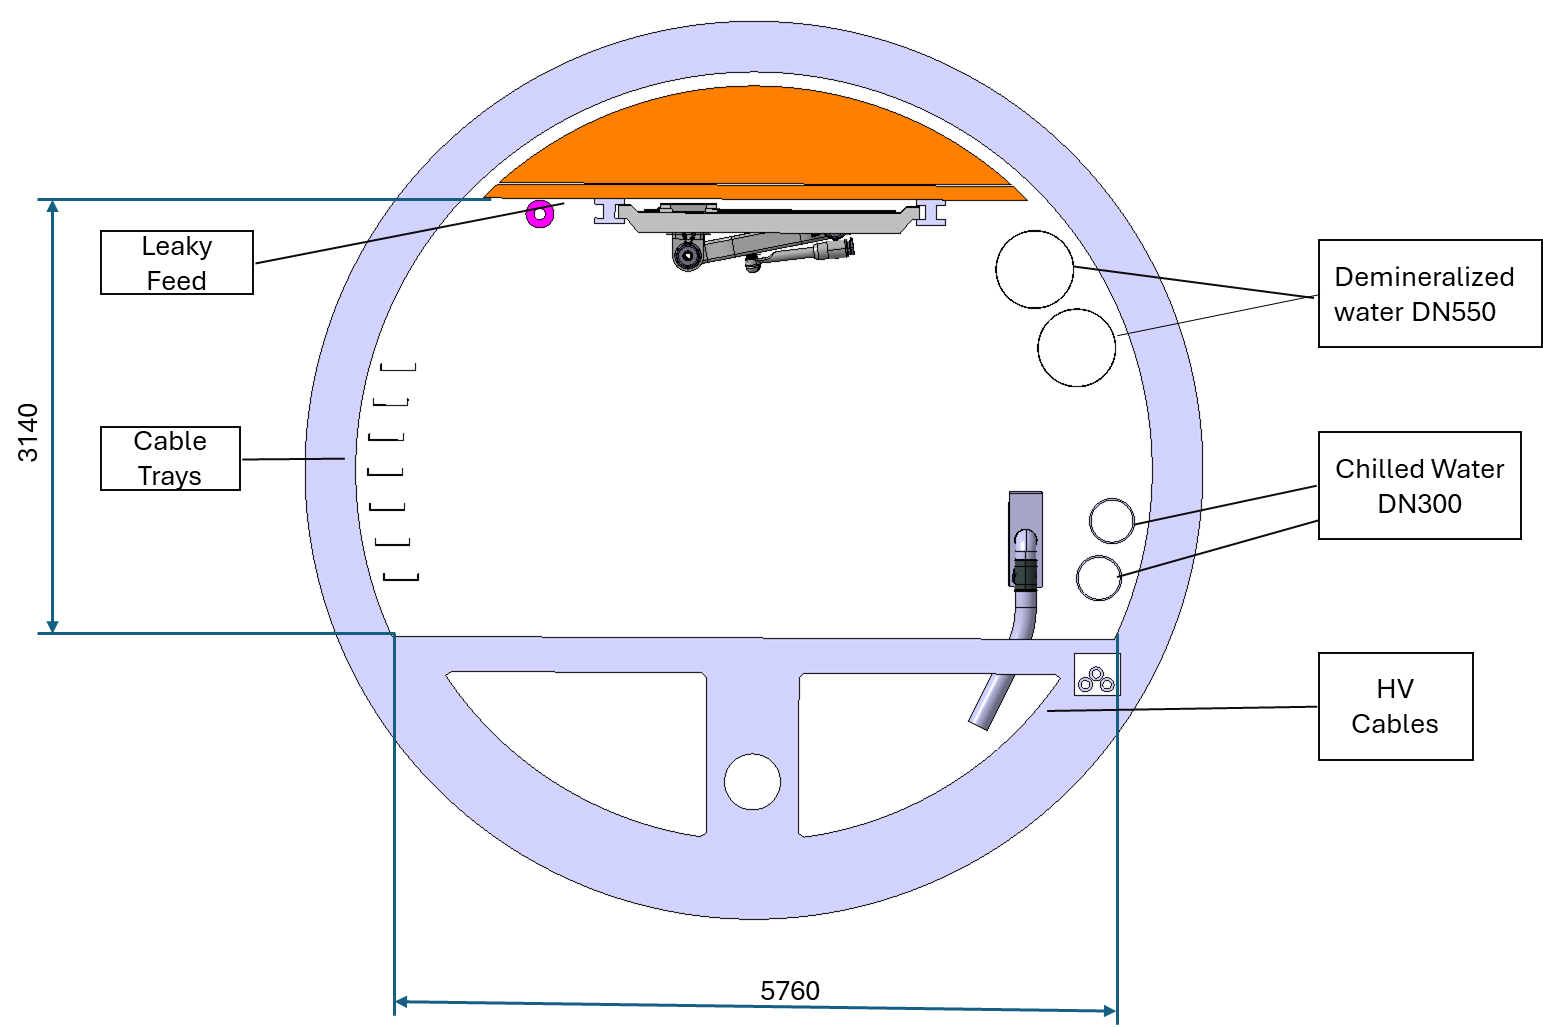 Leaky
Feed
Demineralized
water DN550
3140
Cable
Trays
Chilled Water
DN300
HV
Cables
5760